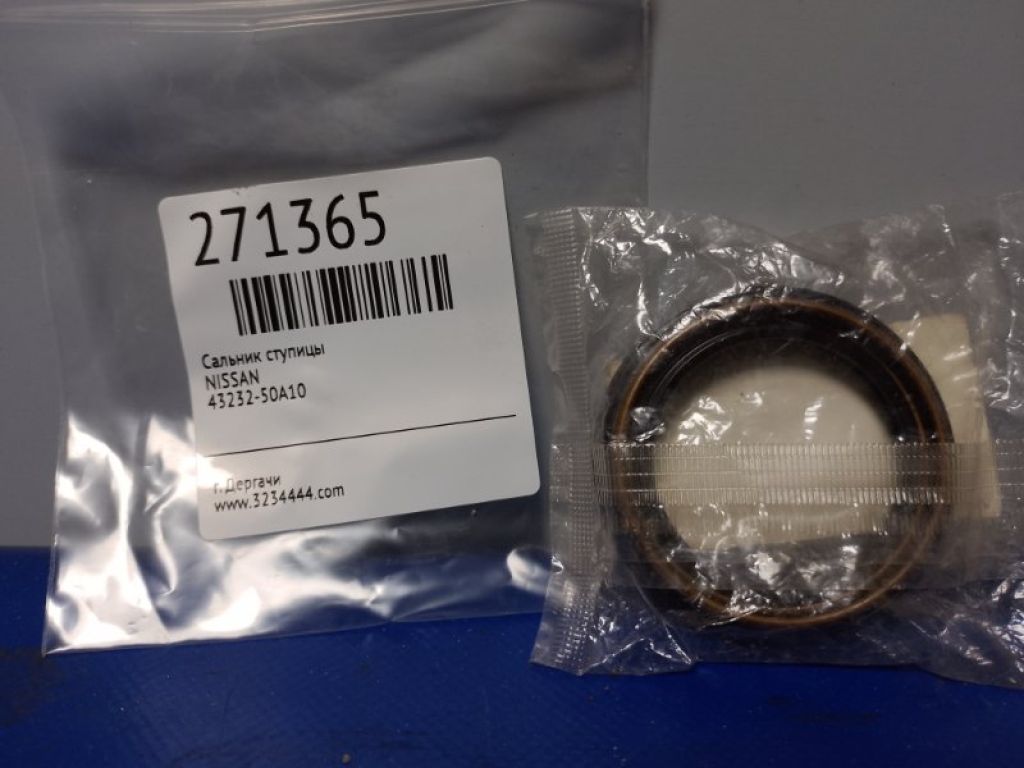 271365
Сальник ступицы
NISSAN
43232-50A10
г. Дергачи
www.3234444.com